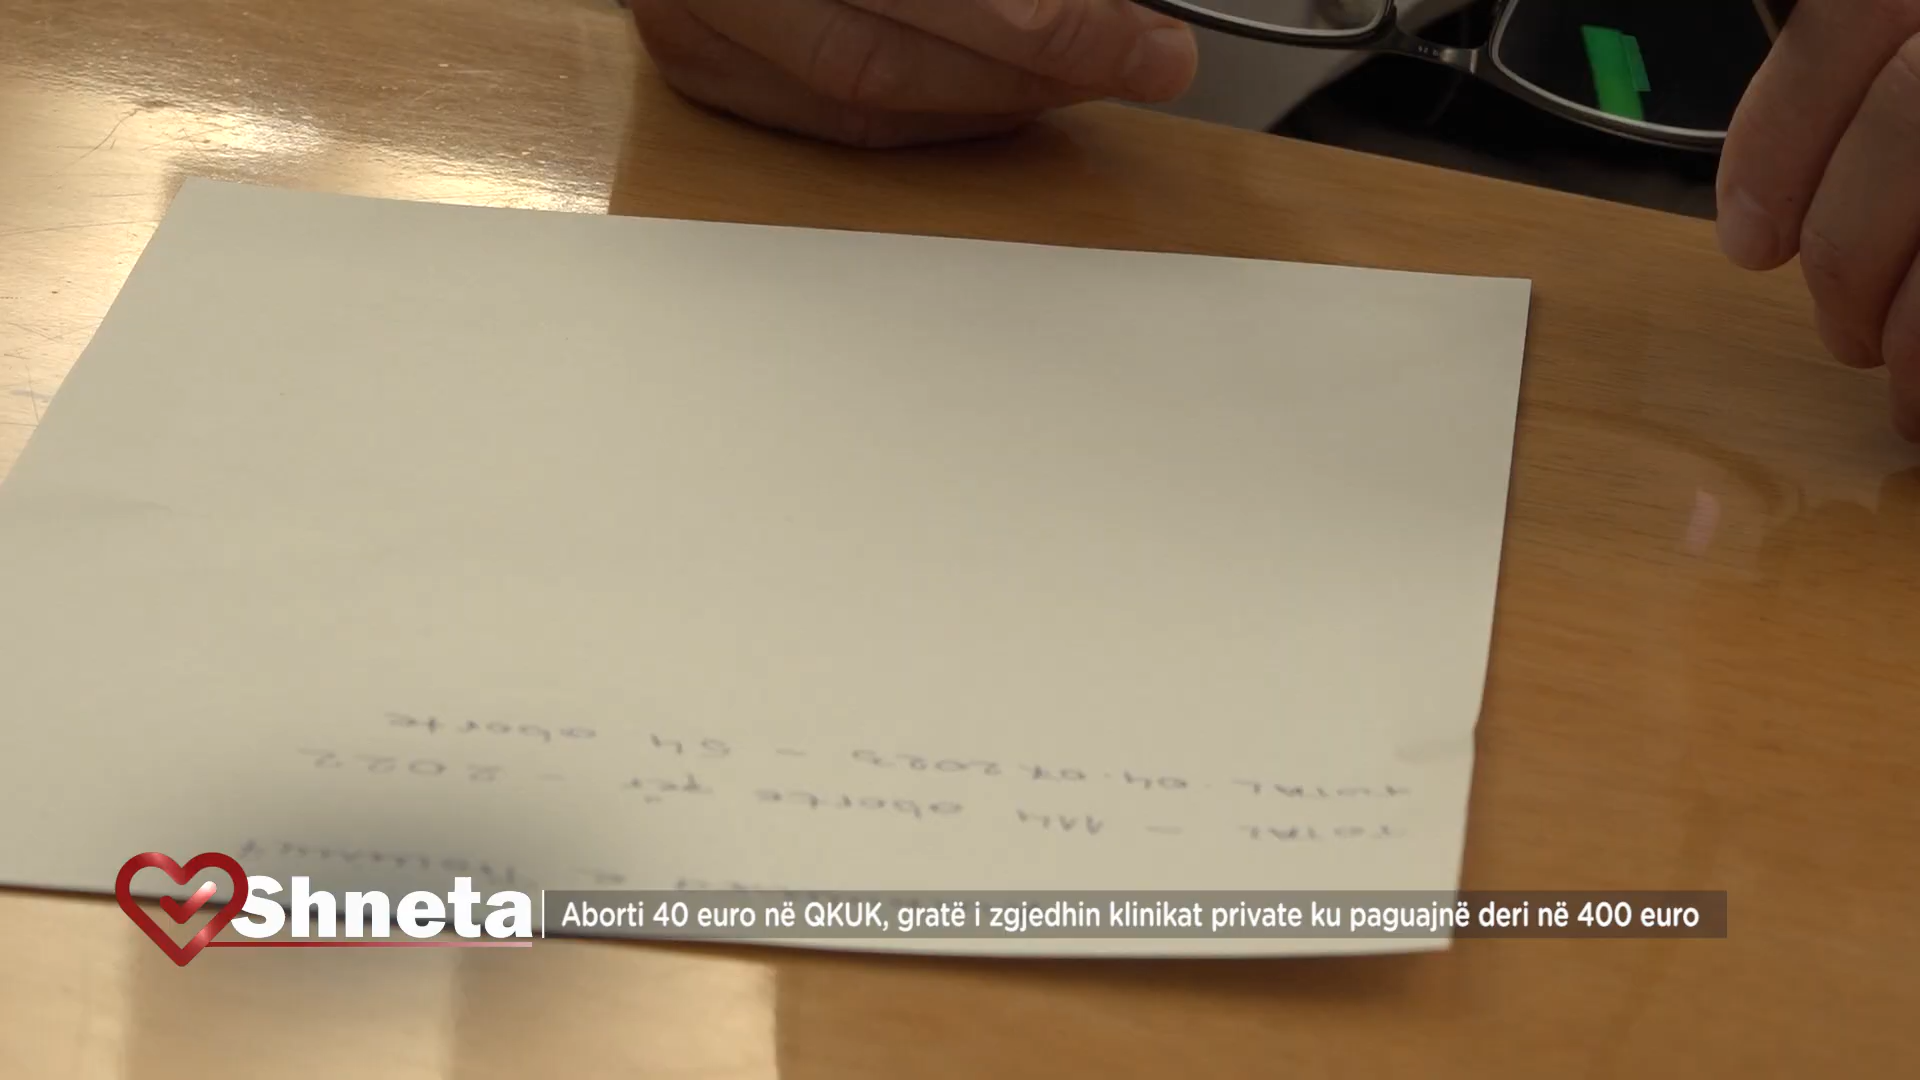 TOTAL - 114 aborte për - 2022
TOTAL 04.07.2023 - 54 aborte
Shneta
Aborti 40 euro në QKUK, gratë i zgjedhin klinikat private ku paguajnë deri në 400 euro